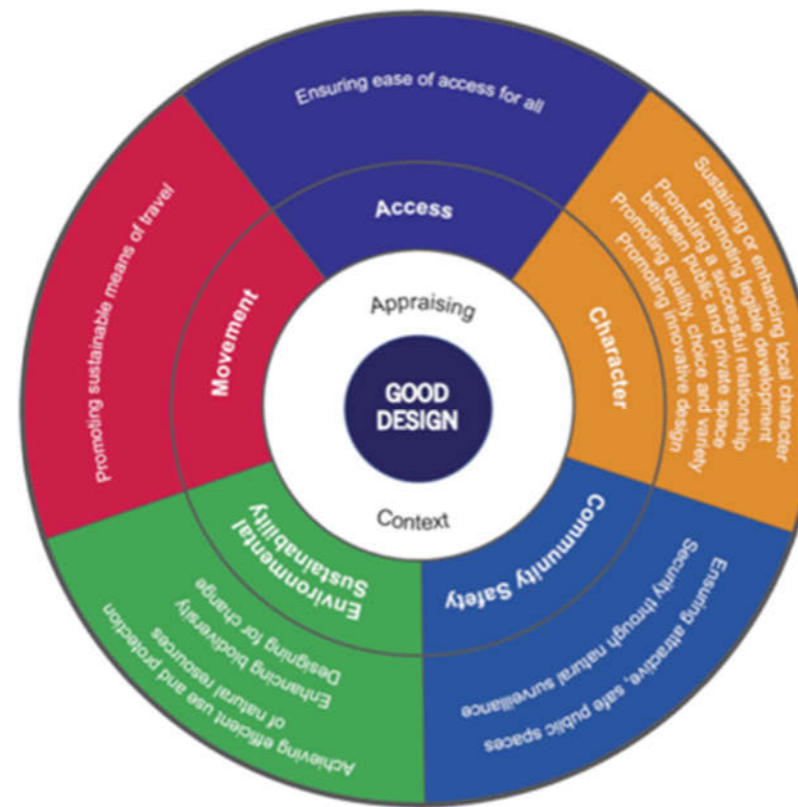 Ensuring ease of access for all
Access
Sustaining or enhancing local character
Promoting legible development
Promoting a successful relationship
between public and private space
Promoting quality, choice and variety
Promoting innovative design
Character
Ensuring attractive, safe public spaces
Security through natural surveillance
Community Safety
Achieving efficient use and protection
of natural resources
Enhancing biodiversity
Designing for change
Environmental
Sustainability
Promoting sustainable means of travel
Movement
Appraising
GOOD
DESIGN
Context